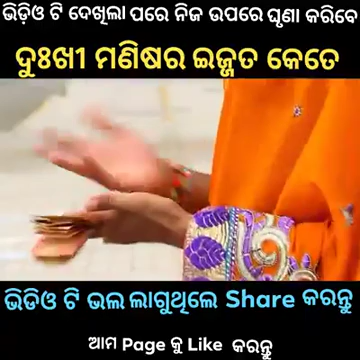 ଭିଡ଼ିଓ ଟି ଦେଖିଲା ପରେ ନିଜ ଉପରେ ଘୃଣା କରିବେ
ଦୁଃଖୀ ମଣିଷର ଇଜ୍ଜତ କେତେ
ଭିଡିଓ ଟି ଭଲ ଲାଗୁଥିଲେ Share କରନ୍ତୁ
ଆମ Page କୁ Like କରନ୍ତୁ